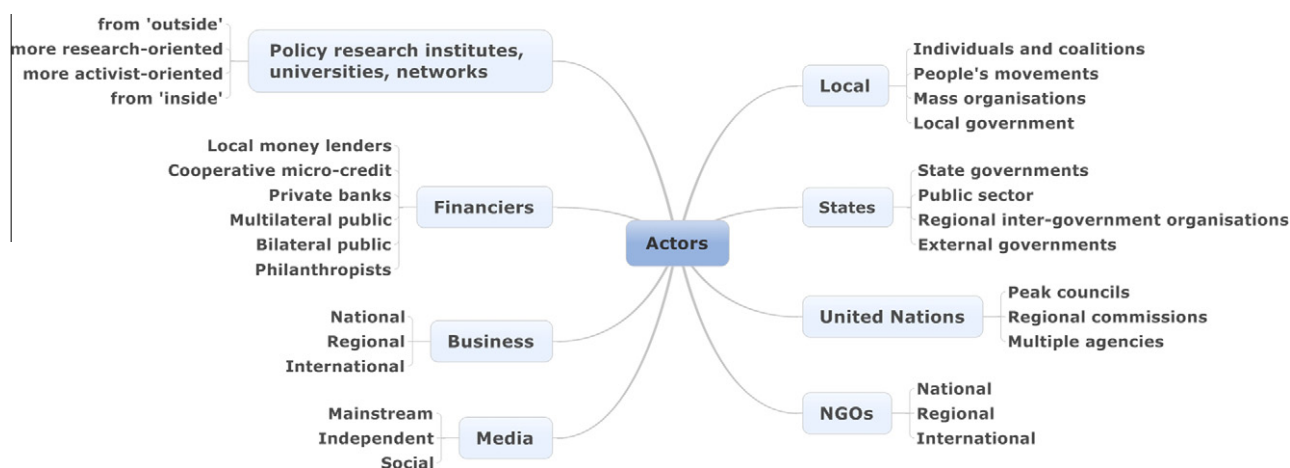 from 'outside'
more research-oriented
more activist-oriented
from 'inside'
Policy research institutes,
universities, networks
Local money lenders
Cooperative micro-credit
Private banks
Multilateral public
Bilateral public
Philanthropists
Financiers
National
Regional
International
Business
Mainstream
Independent
Social
Media
Actors
Local
Individuals and coalitions
People's movements
Mass organisations
Local government
States
State governments
Public sector
Regional inter-government organisations
External governments
United Nations
Peak councils
Regional commissions
Multiple agencies
NGOs
National
Regional
International